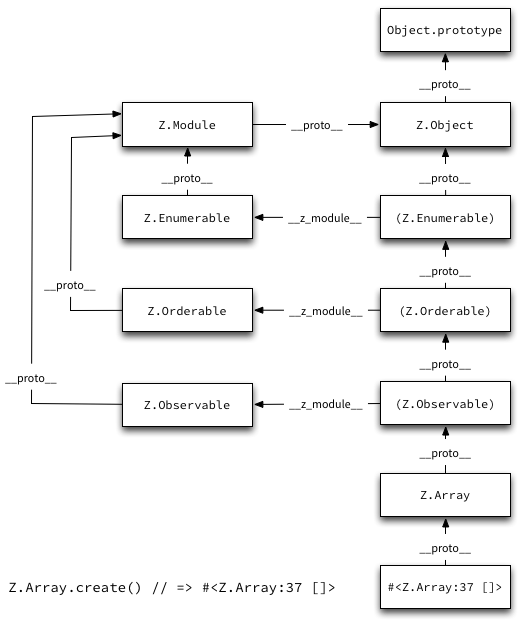 Object.prototype
__proto__
Z.Module
__proto__
Z.Object
__proto__
__proto__
Z.Enumerable
__z_module__
(Z.Enumerable)
__proto__
__proto__
Z.Orderable
__z_module__
(Z.Orderable)
__proto__
__proto__
Z.Observable
__z_module__
(Z.Observable)
__proto__
Z.Array
__proto__
Z.Array.create() // => #<Z.Array:37 []>
#<Z.Array:37 []>